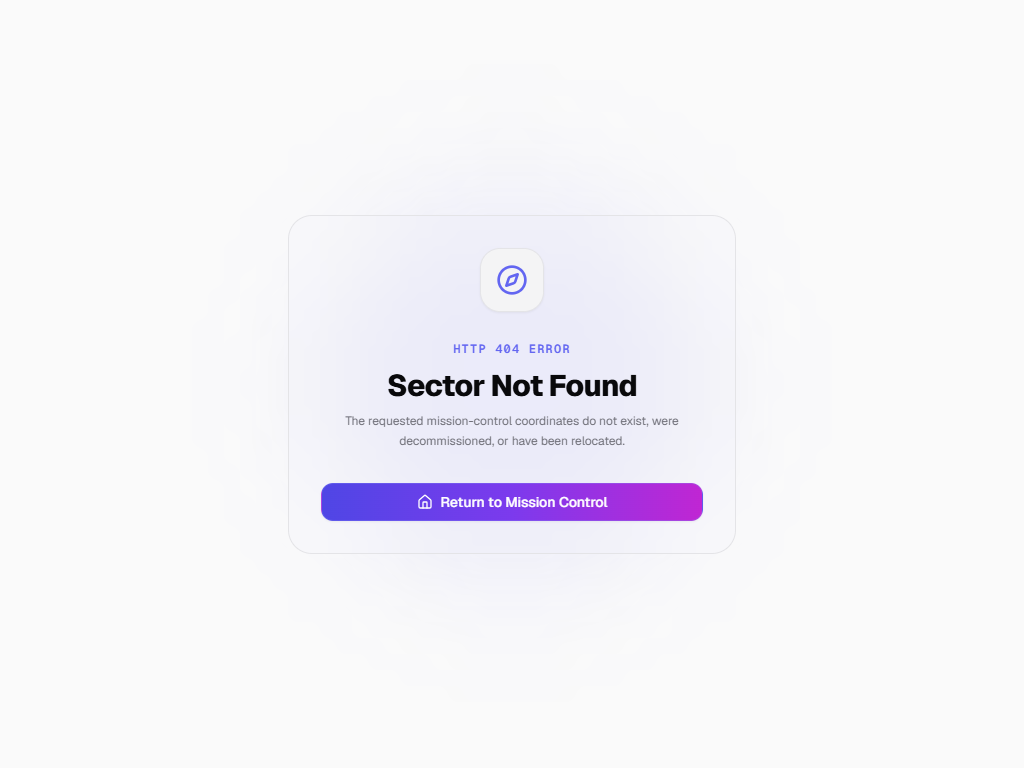 HTTP 404 ERROR
Sector Not Found
The requested mission-control coordinates do not exist, were
decommissioned, or have been relocated.
Return to Mission Control